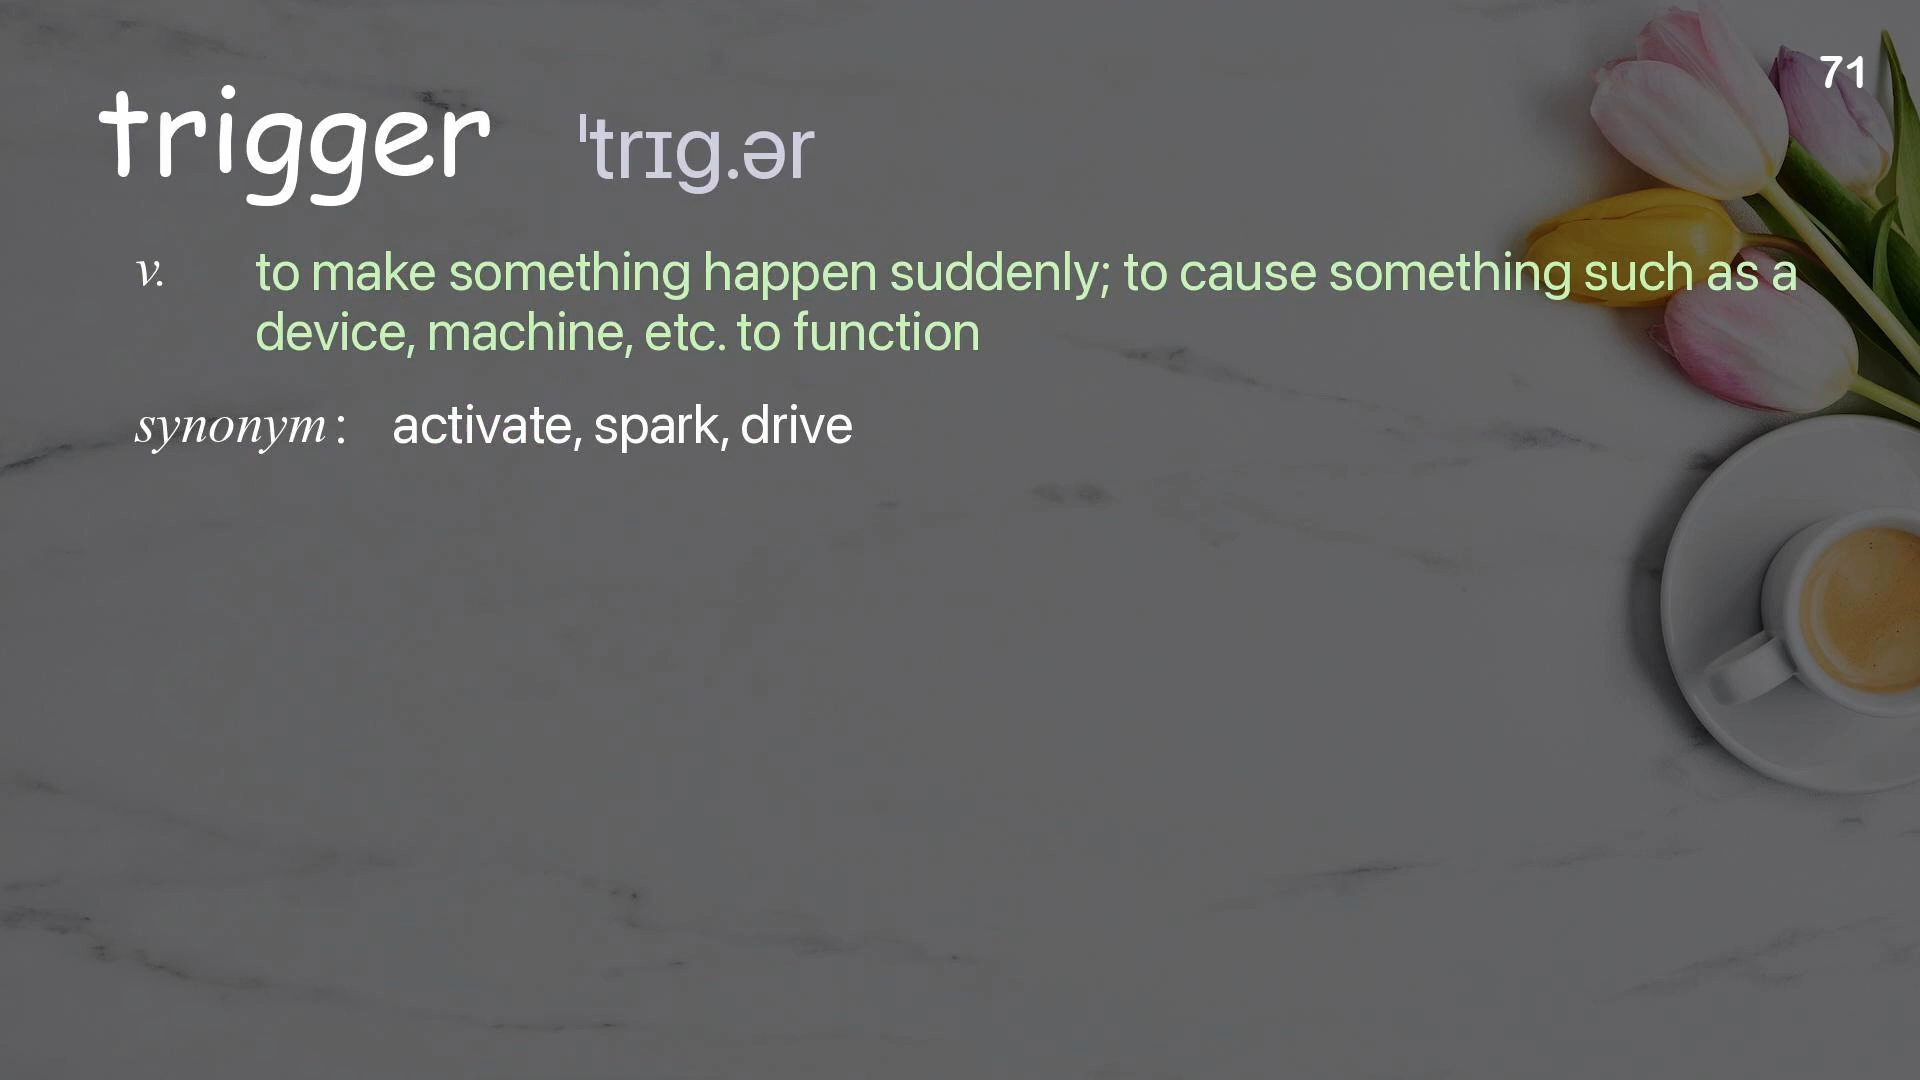 71
trigger ˈtrɪg.ər
v. to make something happen suddenly; to cause something such as a
device, machine, etc. to function
synonym : activate, spark, drive